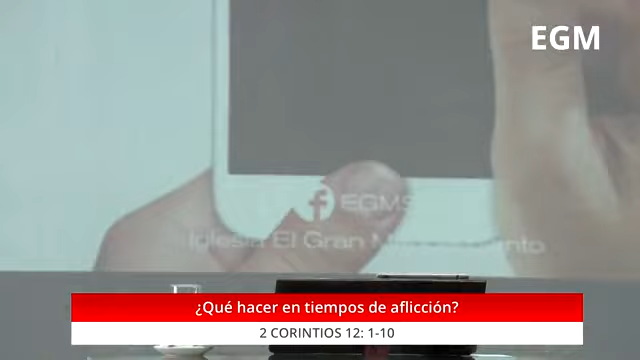 EGM
EGMS
Iglesia El Gran
¿Qué hacer en tiempos de aflicción?
2 CORINTIOS 12: 1-10